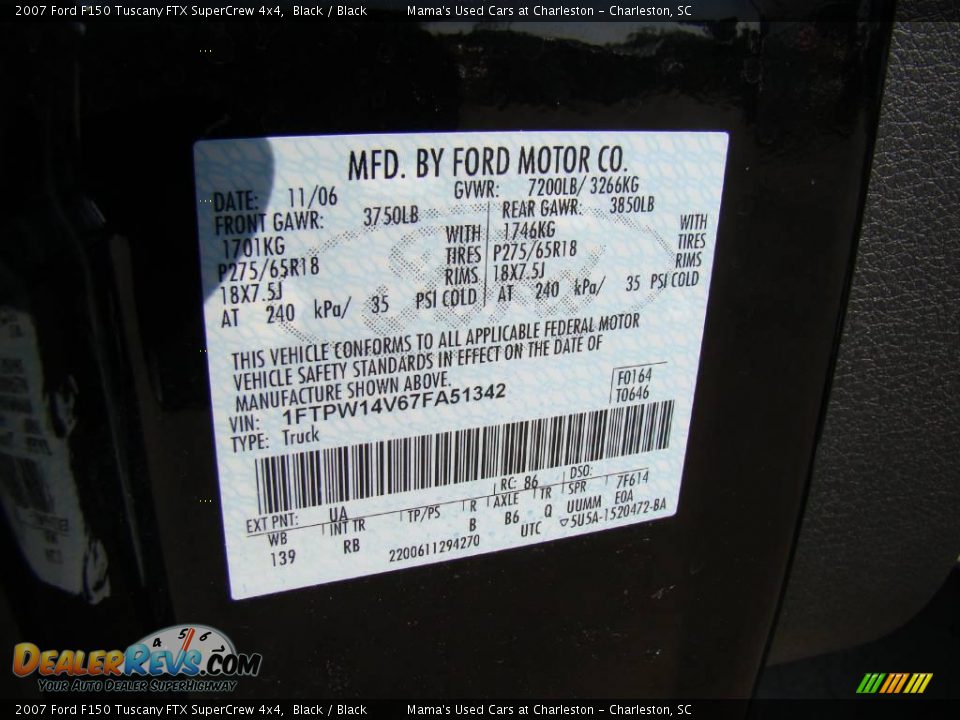 2007 Ford F150 Tuscany FTX SuperCrew 4x4, Black / Black Mama's Used Cars at Charleston - Charleston, SC
MFD. BY FORD MOTOR CO.
DATE: 11/06 GVWR: 7200LB/ 3266KG
FRONT GAWR: 3750LB REAR GAWR: 3850LB
1701KG WITH 1746KG WITH
P275/65R18 TIRES P275/65R18 TIRES
18X7.5J RIMS 18X7.5J RIMS
AT 240 kPa/ 35 PSI COLD AT 240 kPa/ 35 PSI COLD
THIS VEHICLE CONFORMS TO ALL APPLICABLE FEDERAL MOTOR
VEHICLE SAFETY STANDARDS IN EFFECT ON THE DATE OF
MANUFACTURE SHOWN ABOVE.
VIN: 1FTPW14V67FA51342 F0164
TYPE: Truck T0646
EXT PNT: UA RC: 86 DSO:
WB INT TR TP/PS R AXLE TR SPR 7F614
139 RB B B6 Q UUMM E0A
2200611294270 UTC ▽5U5A-1520472-BA
4 5 6
DEALERREVS.COM
YOUR AUTO DEALER SUPERHIGHWAY
2007 Ford F150 Tuscany FTX SuperCrew 4x4, Black / Black Mama's Used Cars at Charleston - Charleston, SC